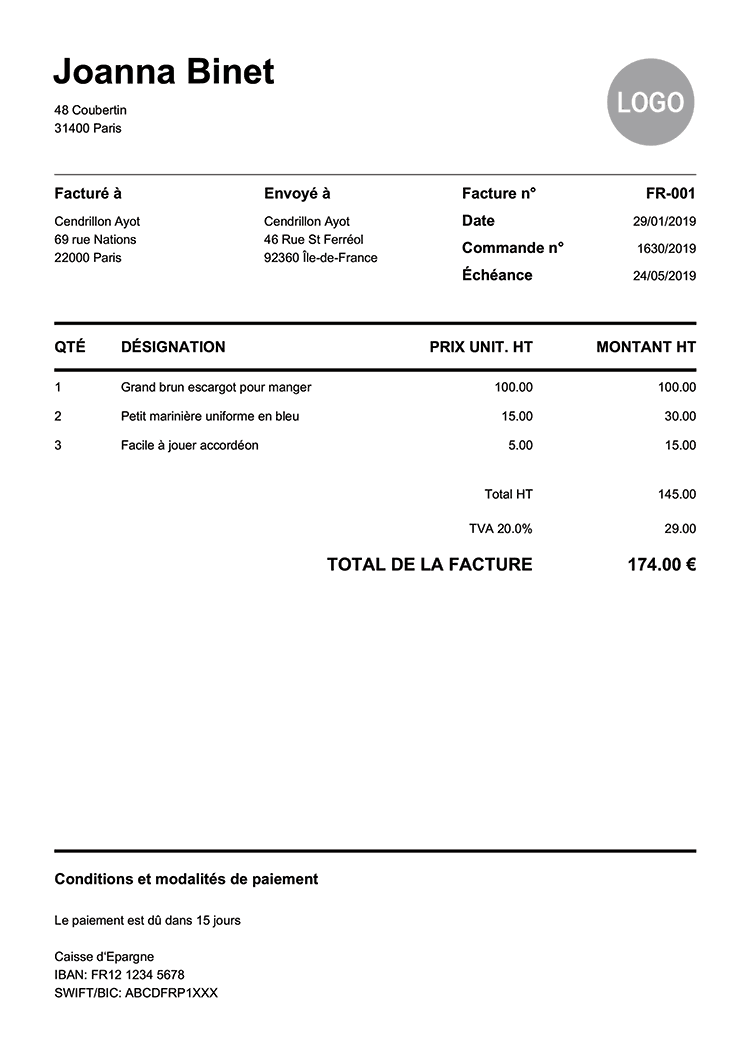 Joanna Binet
48 Coubertin
31400 Paris
LOGO
Facturé à
Cendrillon Ayot
69 rue Nations
22000 Paris
Envoyé à
Cendrillon Ayot
46 Rue St Ferréol
92360 Île-de-France
Facture n° FR-001
Date 29/01/2019
Commande n° 1630/2019
Échéance 24/05/2019
QTÉ DÉSIGNATION PRIX UNIT. HT MONTANT HT
1 Grand brun escargot pour manger 100.00 100.00
2 Petit marinière uniforme en bleu 15.00 30.00
3 Facile à jouer accordéon 5.00 15.00
Total HT 145.00
TVA 20.0% 29.00
TOTAL DE LA FACTURE 174.00 €
Conditions et modalités de paiement
Le paiement est dû dans 15 jours
Caisse d'Epargne
IBAN: FR12 1234 5678
SWIFT/BIC: ABCDFRP1XXX